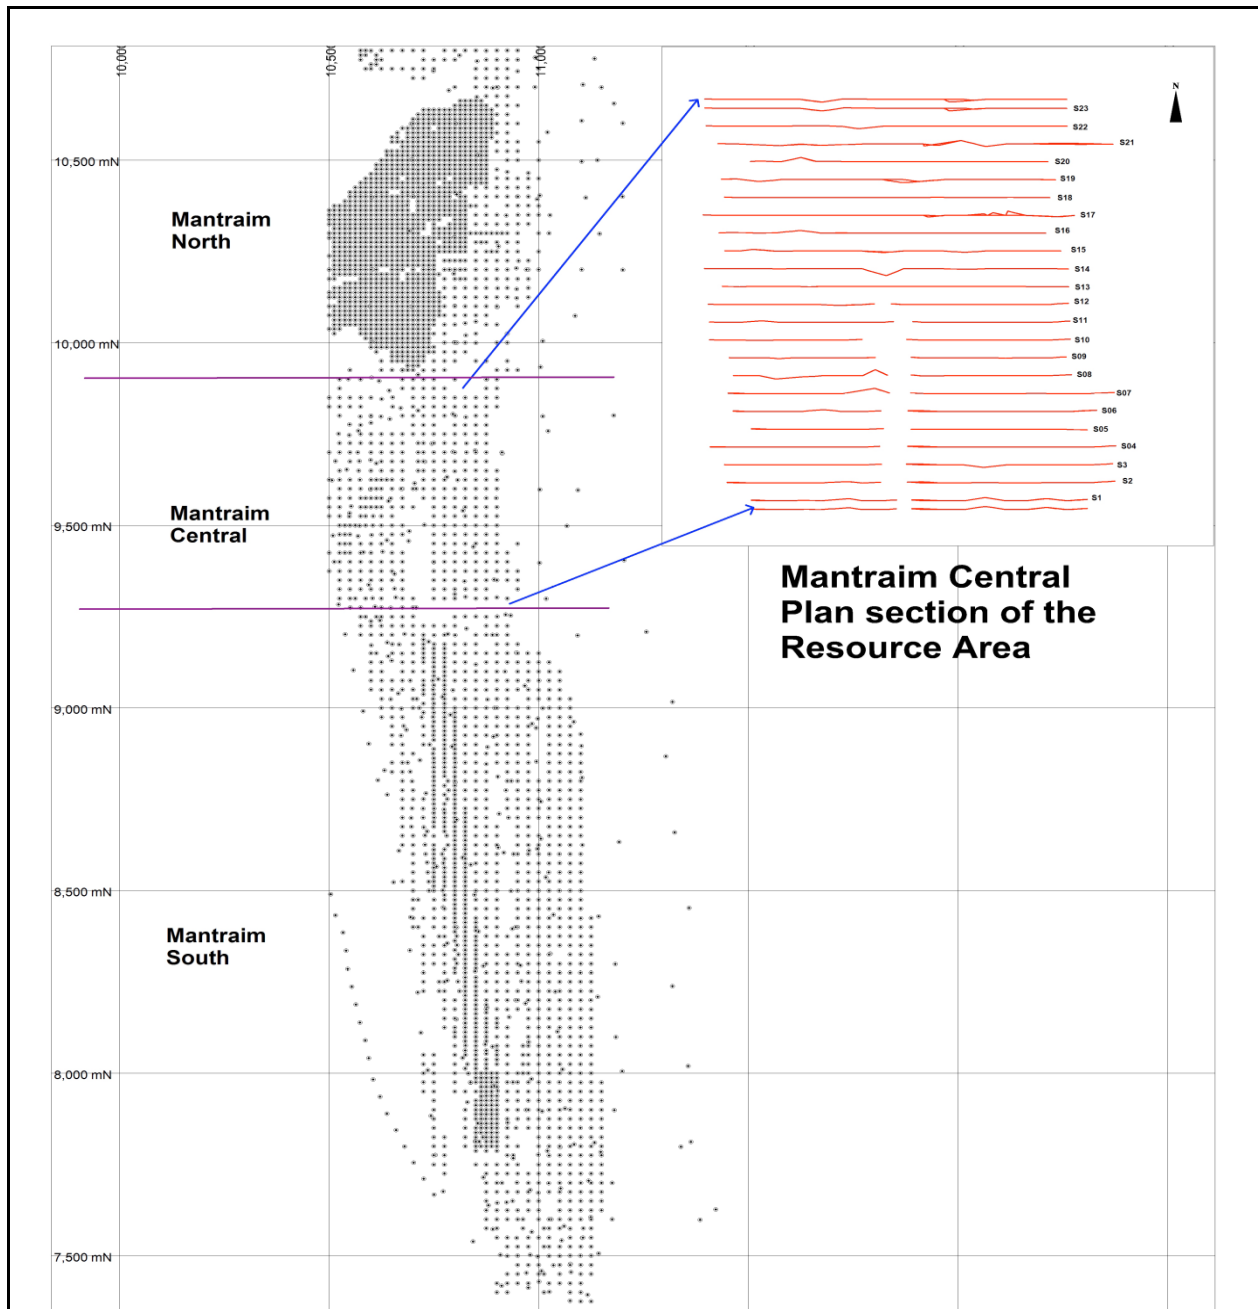 10,000
10,500
11,000
N
S23
S22
10,500 mN
S21
S20
S19
S18
Mantraim
North
S17
S16
S15
S14
S13
S12
S11
10,000 mN
S10
S09
S08
S07
S06
S05
S04
S3
S2
S1
Mantraim
Central
9,500 mN
Mantraim Central
Plan section of the
Resource Area
9,000 mN
8,500 mN
Mantraim
South
8,000 mN
7,500 mN